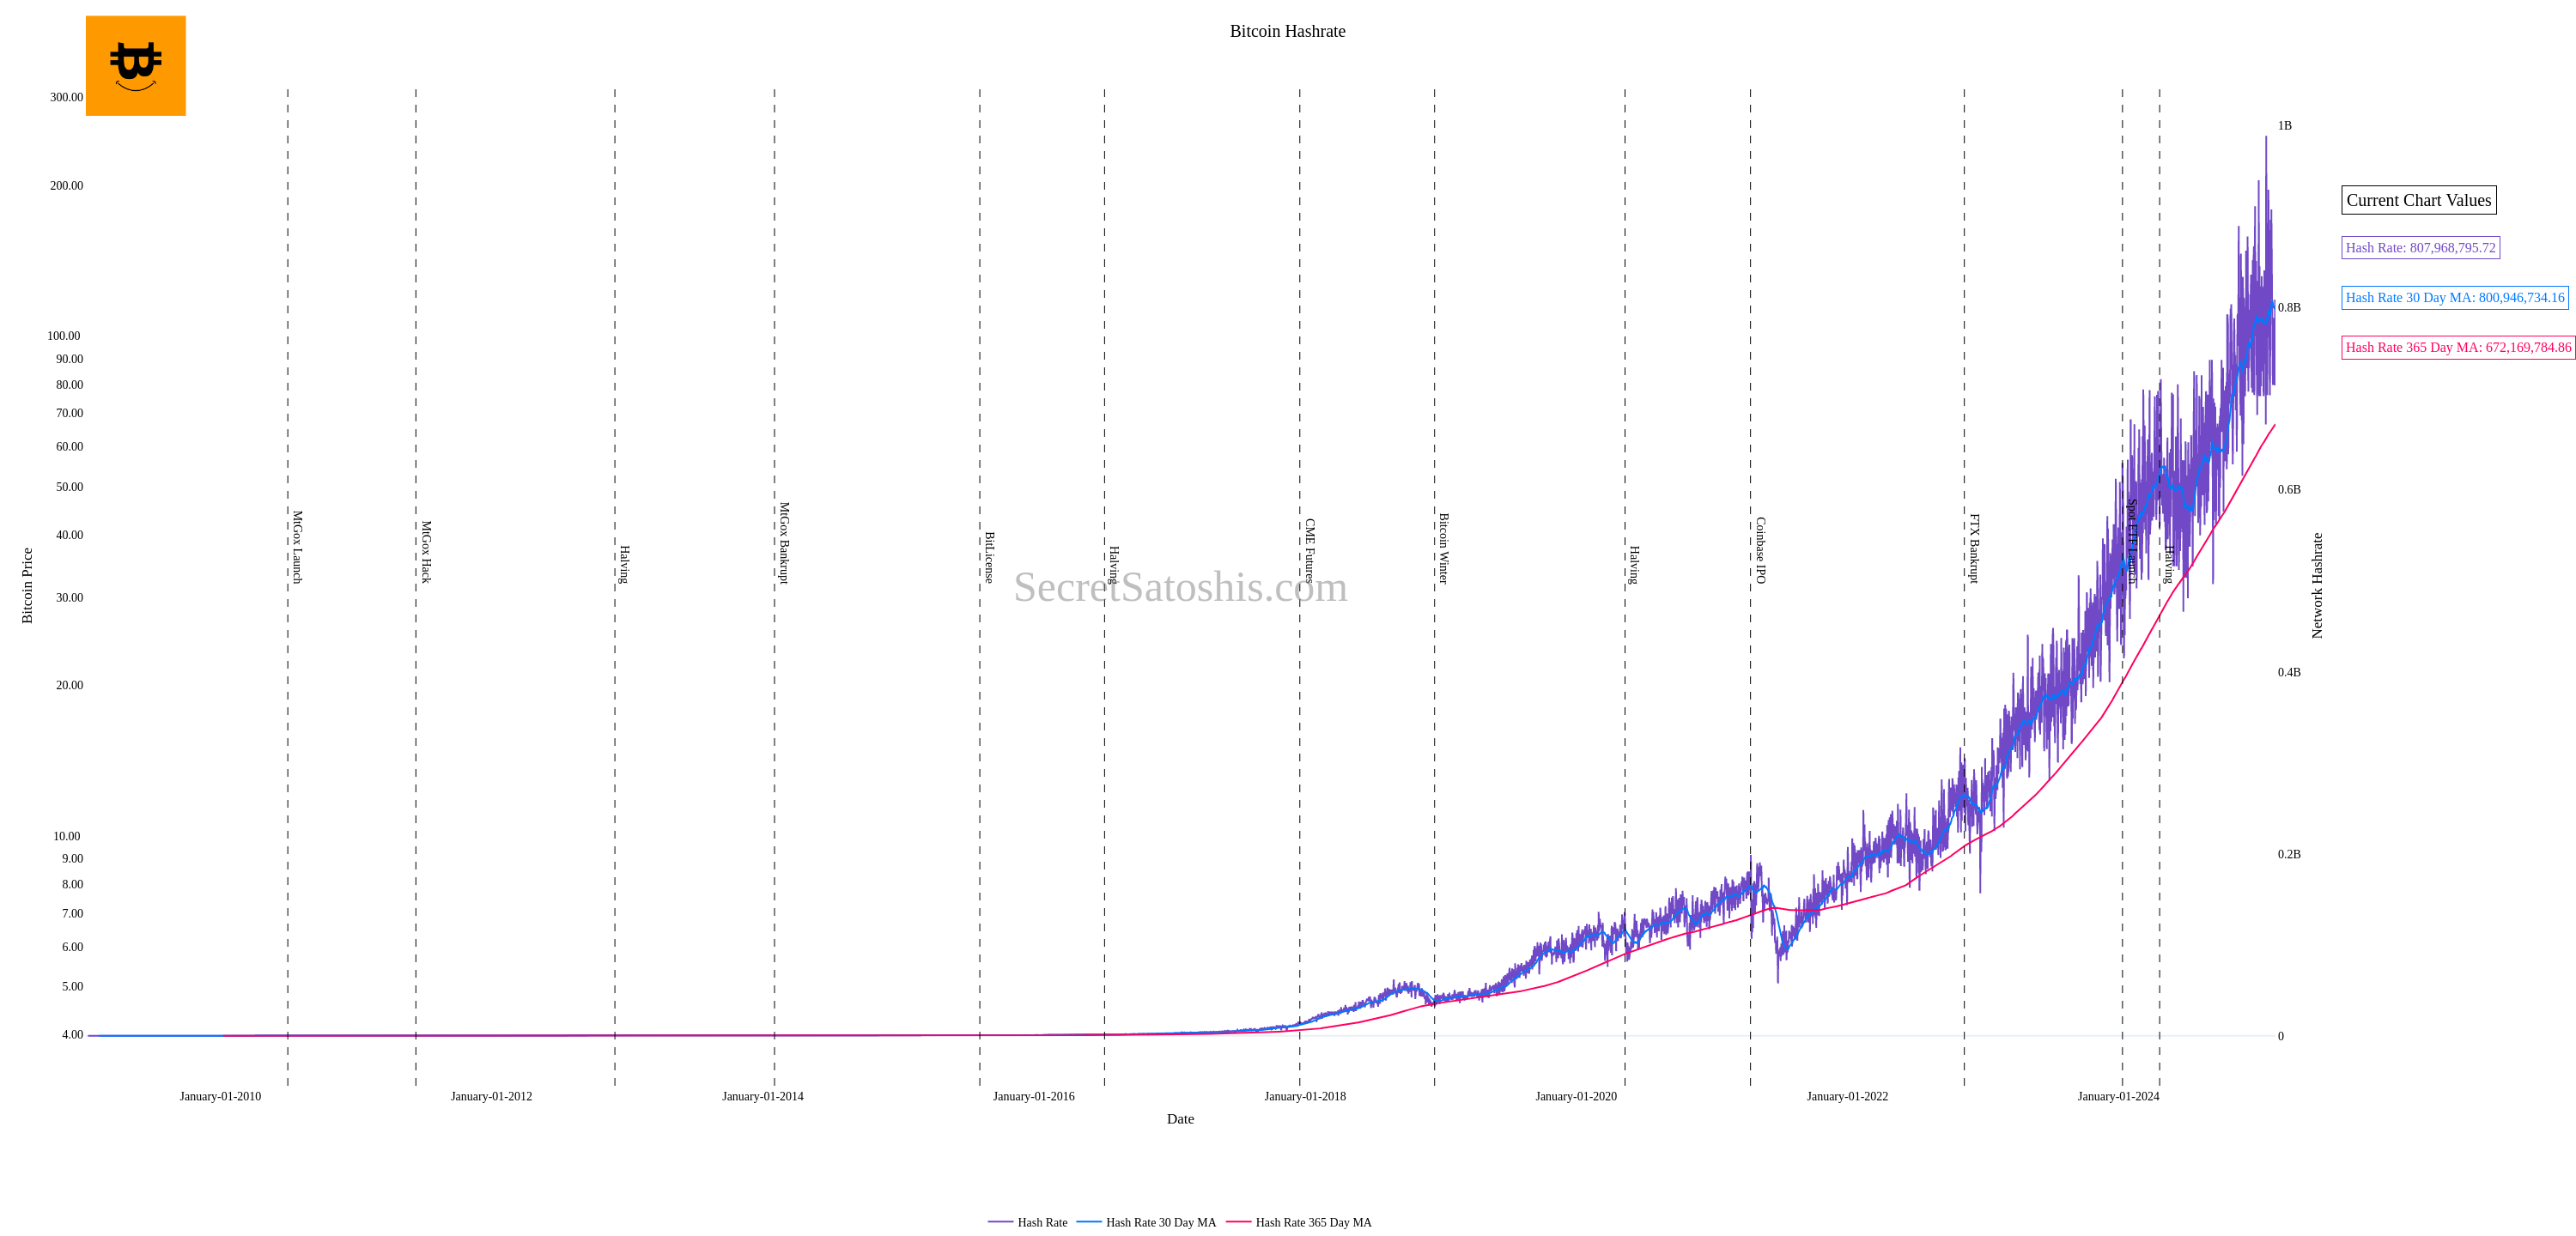 Bitcoin Hashrate
300.00
200.00
100.00
90.00
80.00
70.00
60.00
50.00
40.00
30.00
20.00
10.00
9.00
8.00
7.00
6.00
5.00
4.00
Bitcoin Price
MtGox Launch
MtGox Hack
Halving
MtGox Bankrupt
BitLicense
Halving
CME Futures
Bitcoin Winter
Halving
Coinbase IPO
FTX Bankrupt
Spot ETF Launch
Halving
SecretSatoshis.com
1B
0.8B
0.6B
0.4B
0.2B
0
Network Hashrate
Current Chart Values
Hash Rate: 807,968,795.72
Hash Rate 30 Day MA: 800,946,734.16
Hash Rate 365 Day MA: 672,169,784.86
January-01-2010
January-01-2012
January-01-2014
January-01-2016
January-01-2018
January-01-2020
January-01-2022
January-01-2024
Date
Hash Rate
Hash Rate 30 Day MA
Hash Rate 365 Day MA